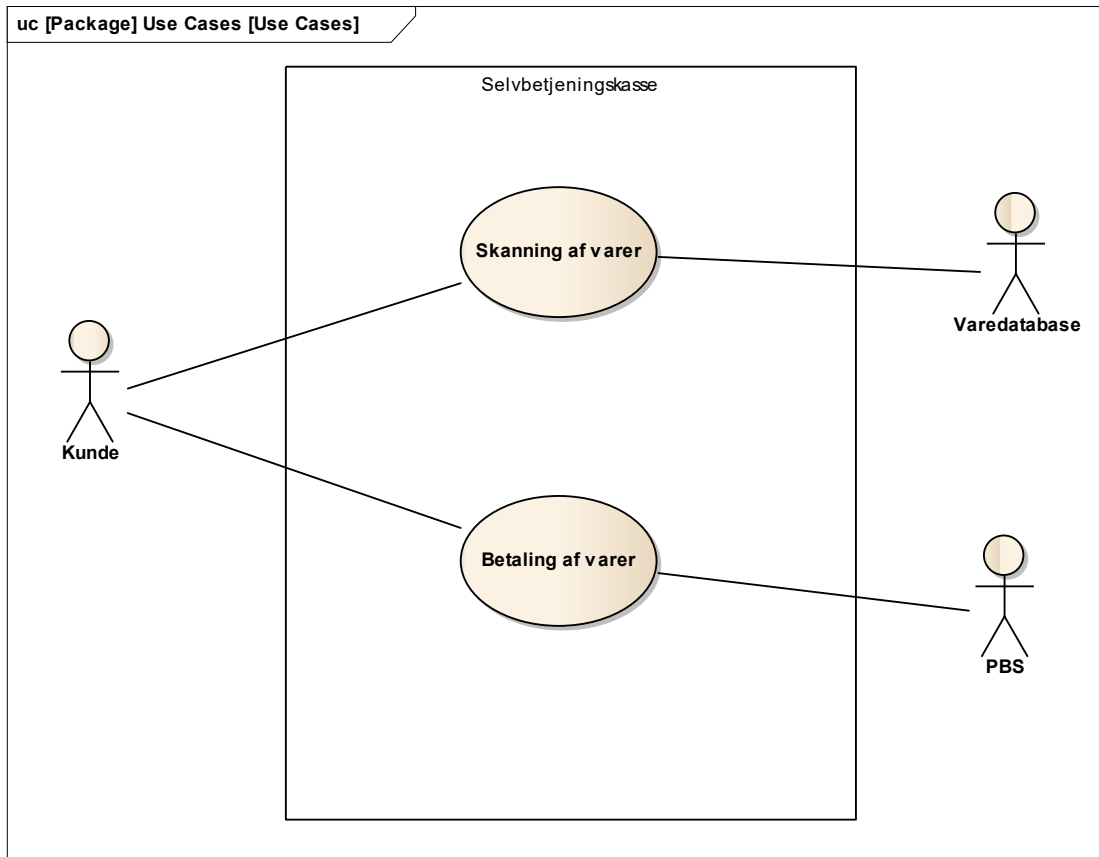 uc [Package] Use Cases [Use Cases]
Selvbetjeningskasse
Skanning af varer
Varedatabase
Kunde
Betaling af varer
PBS